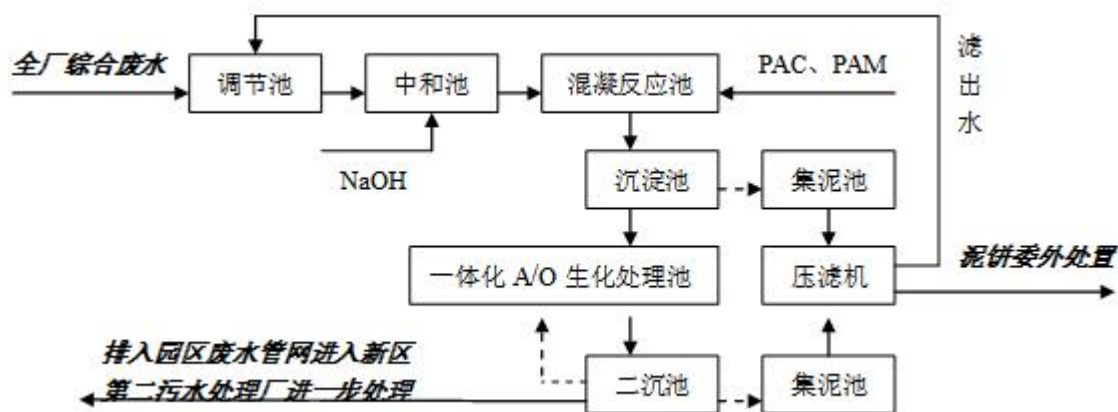 全厂综合废水
调节池
中和池
混凝反应池
PAC、PAM
滤出水
NaOH
沉淀池
集泥池
一体化 A/O 生化处理池
压滤机
泥饼委外处置
排入园区废水管网进入新区
第二污水处理厂进一步处理
二沉池
集泥池